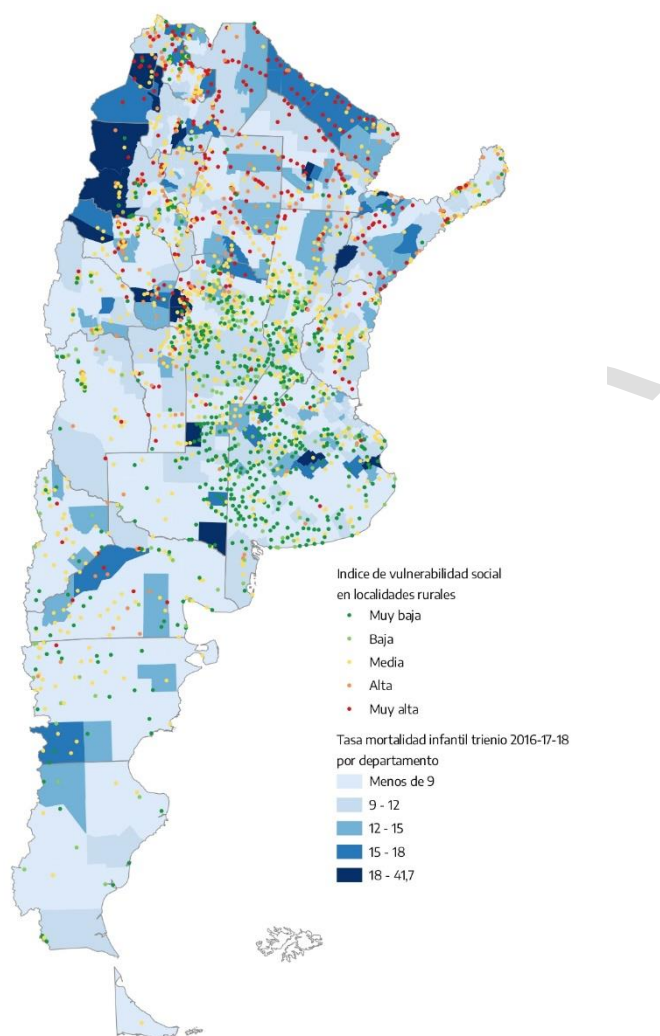 Indice de vulnerabilidad social
en localidades rurales
Muy baja
Baja
Media
Alta
Muy alta
Tasa mortalidad infantil trienio 2016-17-18
por departamento
Menos de 9
9 - 12
12 - 15
15 - 18
18 - 41,7